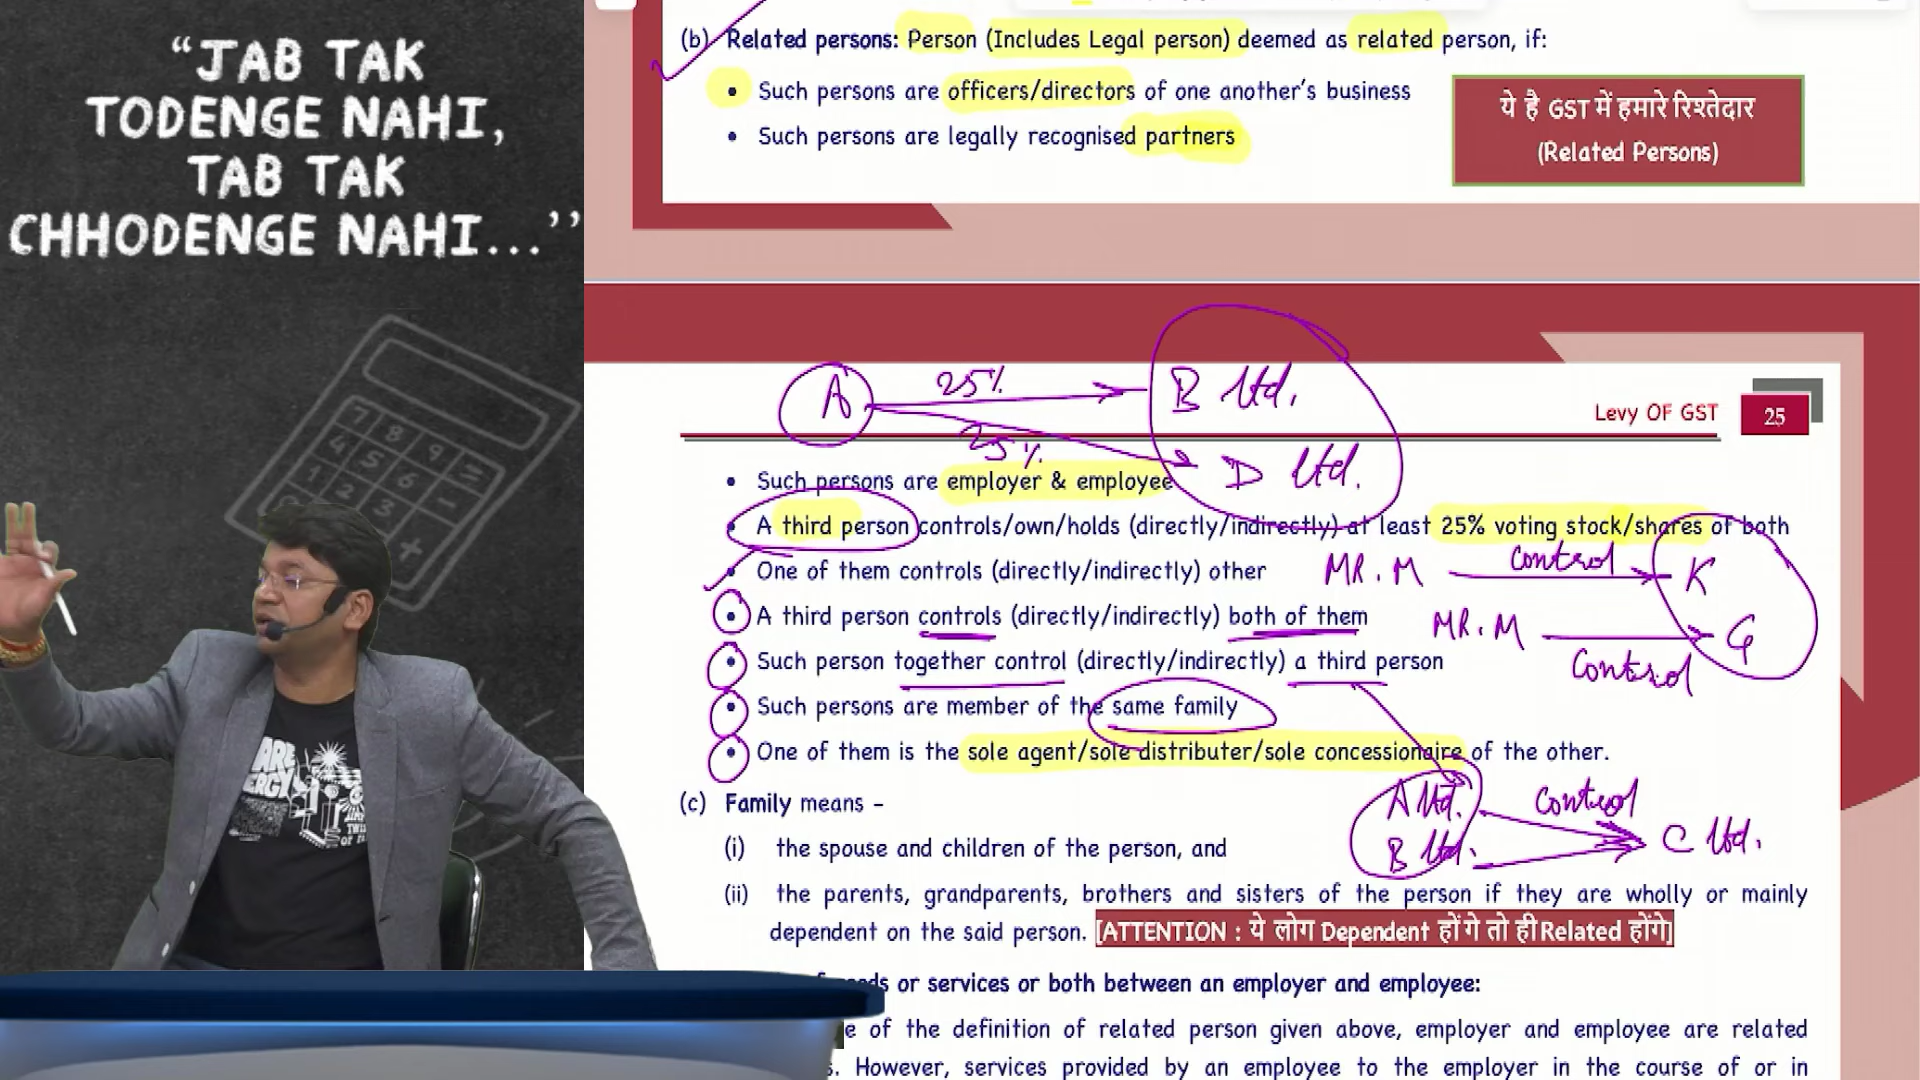 “JAB TAK
TODENGE NAHI,
TAB TAK
CHHODENGE NAHI...’’
(b) Related persons: Person (Includes Legal person) deemed as related person, if:
• Such persons are officers/directors of one another’s business
• Such persons are legally recognised partners
ये है GST में हमारे रिश्तेदार
(Related Persons)
A 25% B ltd.
25% D ltd.
Levy OF GST 25
• Such persons are employer & employee
• A third person controls/own/holds (directly/indirectly) at least 25% voting stock/shares of both
• One of them controls (directly/indirectly) other
MR. M control K
• A third person controls (directly/indirectly) both of them
MR. M control G
• Such person together control (directly/indirectly) a third person
• Such persons are member of the same family
• One of them is the sole agent/sole distributer/sole concessionaire of the other.
(c) Family means –
A ltd. control
B ltd. C ltd.
(i) the spouse and children of the person, and
(ii) the parents, grandparents, brothers and sisters of the person if they are wholly or mainly
dependent on the said person. [ATTENTION : ये लोग Dependent होंगे तो ही Related होंगे]
or services or both between an employer and employee:
of the definition of related person given above, employer and employee are related
However, services provided by an employee to the employer in the course of or in
7 8 9 =
4 5 6 -
1 2 3 +